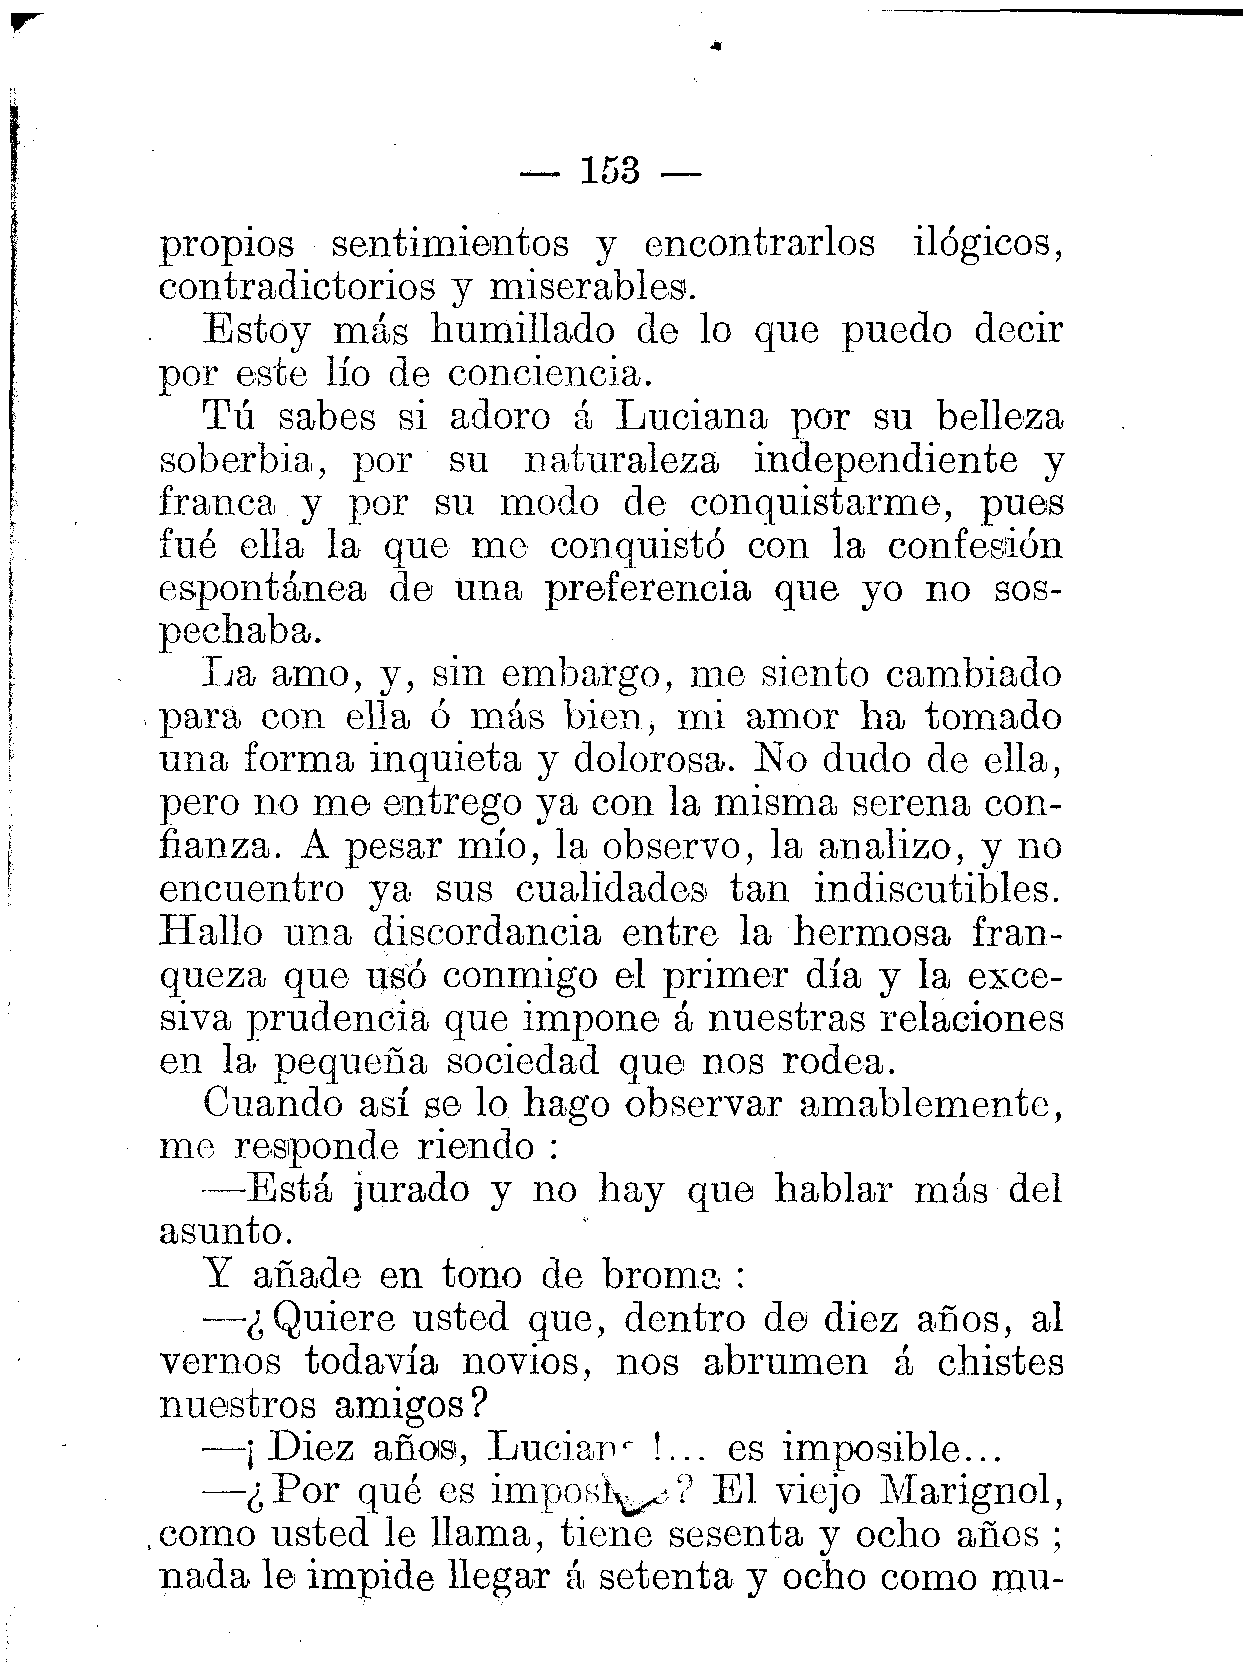 — 153 —
propios sentimientos y encontrarlos ilógicos,
contradictorios y miserables.
Estoy más humillado de lo que puedo decir
por este lío de conciencia.
Tú sabes si adoro á Luciana por su belleza
soberbia, por su naturaleza independiente y
franca y por su modo de conquistarme, pues
fué ella la que me conquistó con la confesión
espontánea de una preferencia que yo no sos-
pechaba.
La amo, y, sin embargo, me siento cambiado
para con ella ó más bien, mi amor ha tomado
una forma inquieta y dolorosa. No dudo de ella,
pero no me entrego ya con la misma serena con-
fianza. A pesar mío, la observo, la analizo, y no
encuentro ya sus cualidades tan indiscutibles.
Hallo una discordancia entre la hermosa fran-
queza que usó conmigo el primer día y la exce-
siva prudencia que impone á nuestras relaciones
en la pequeña sociedad que nos rodea.
Cuando así se lo hago observar amablemente,
me responde riendo :
—Está jurado y no hay que hablar más del
asunto.
Y añade en tono de broma :
—¿Quiere usted que, dentro de diez años, al
vernos todavía novios, nos abrumen á chistes
nuestros amigos?
—¡Diez años, Luciana!... es imposible...
—¿Por qué es imposible? El viejo Marignol,
como usted le llama, tiene sesenta y ocho años ;
nada le impide llegar á setenta y ocho como mu-